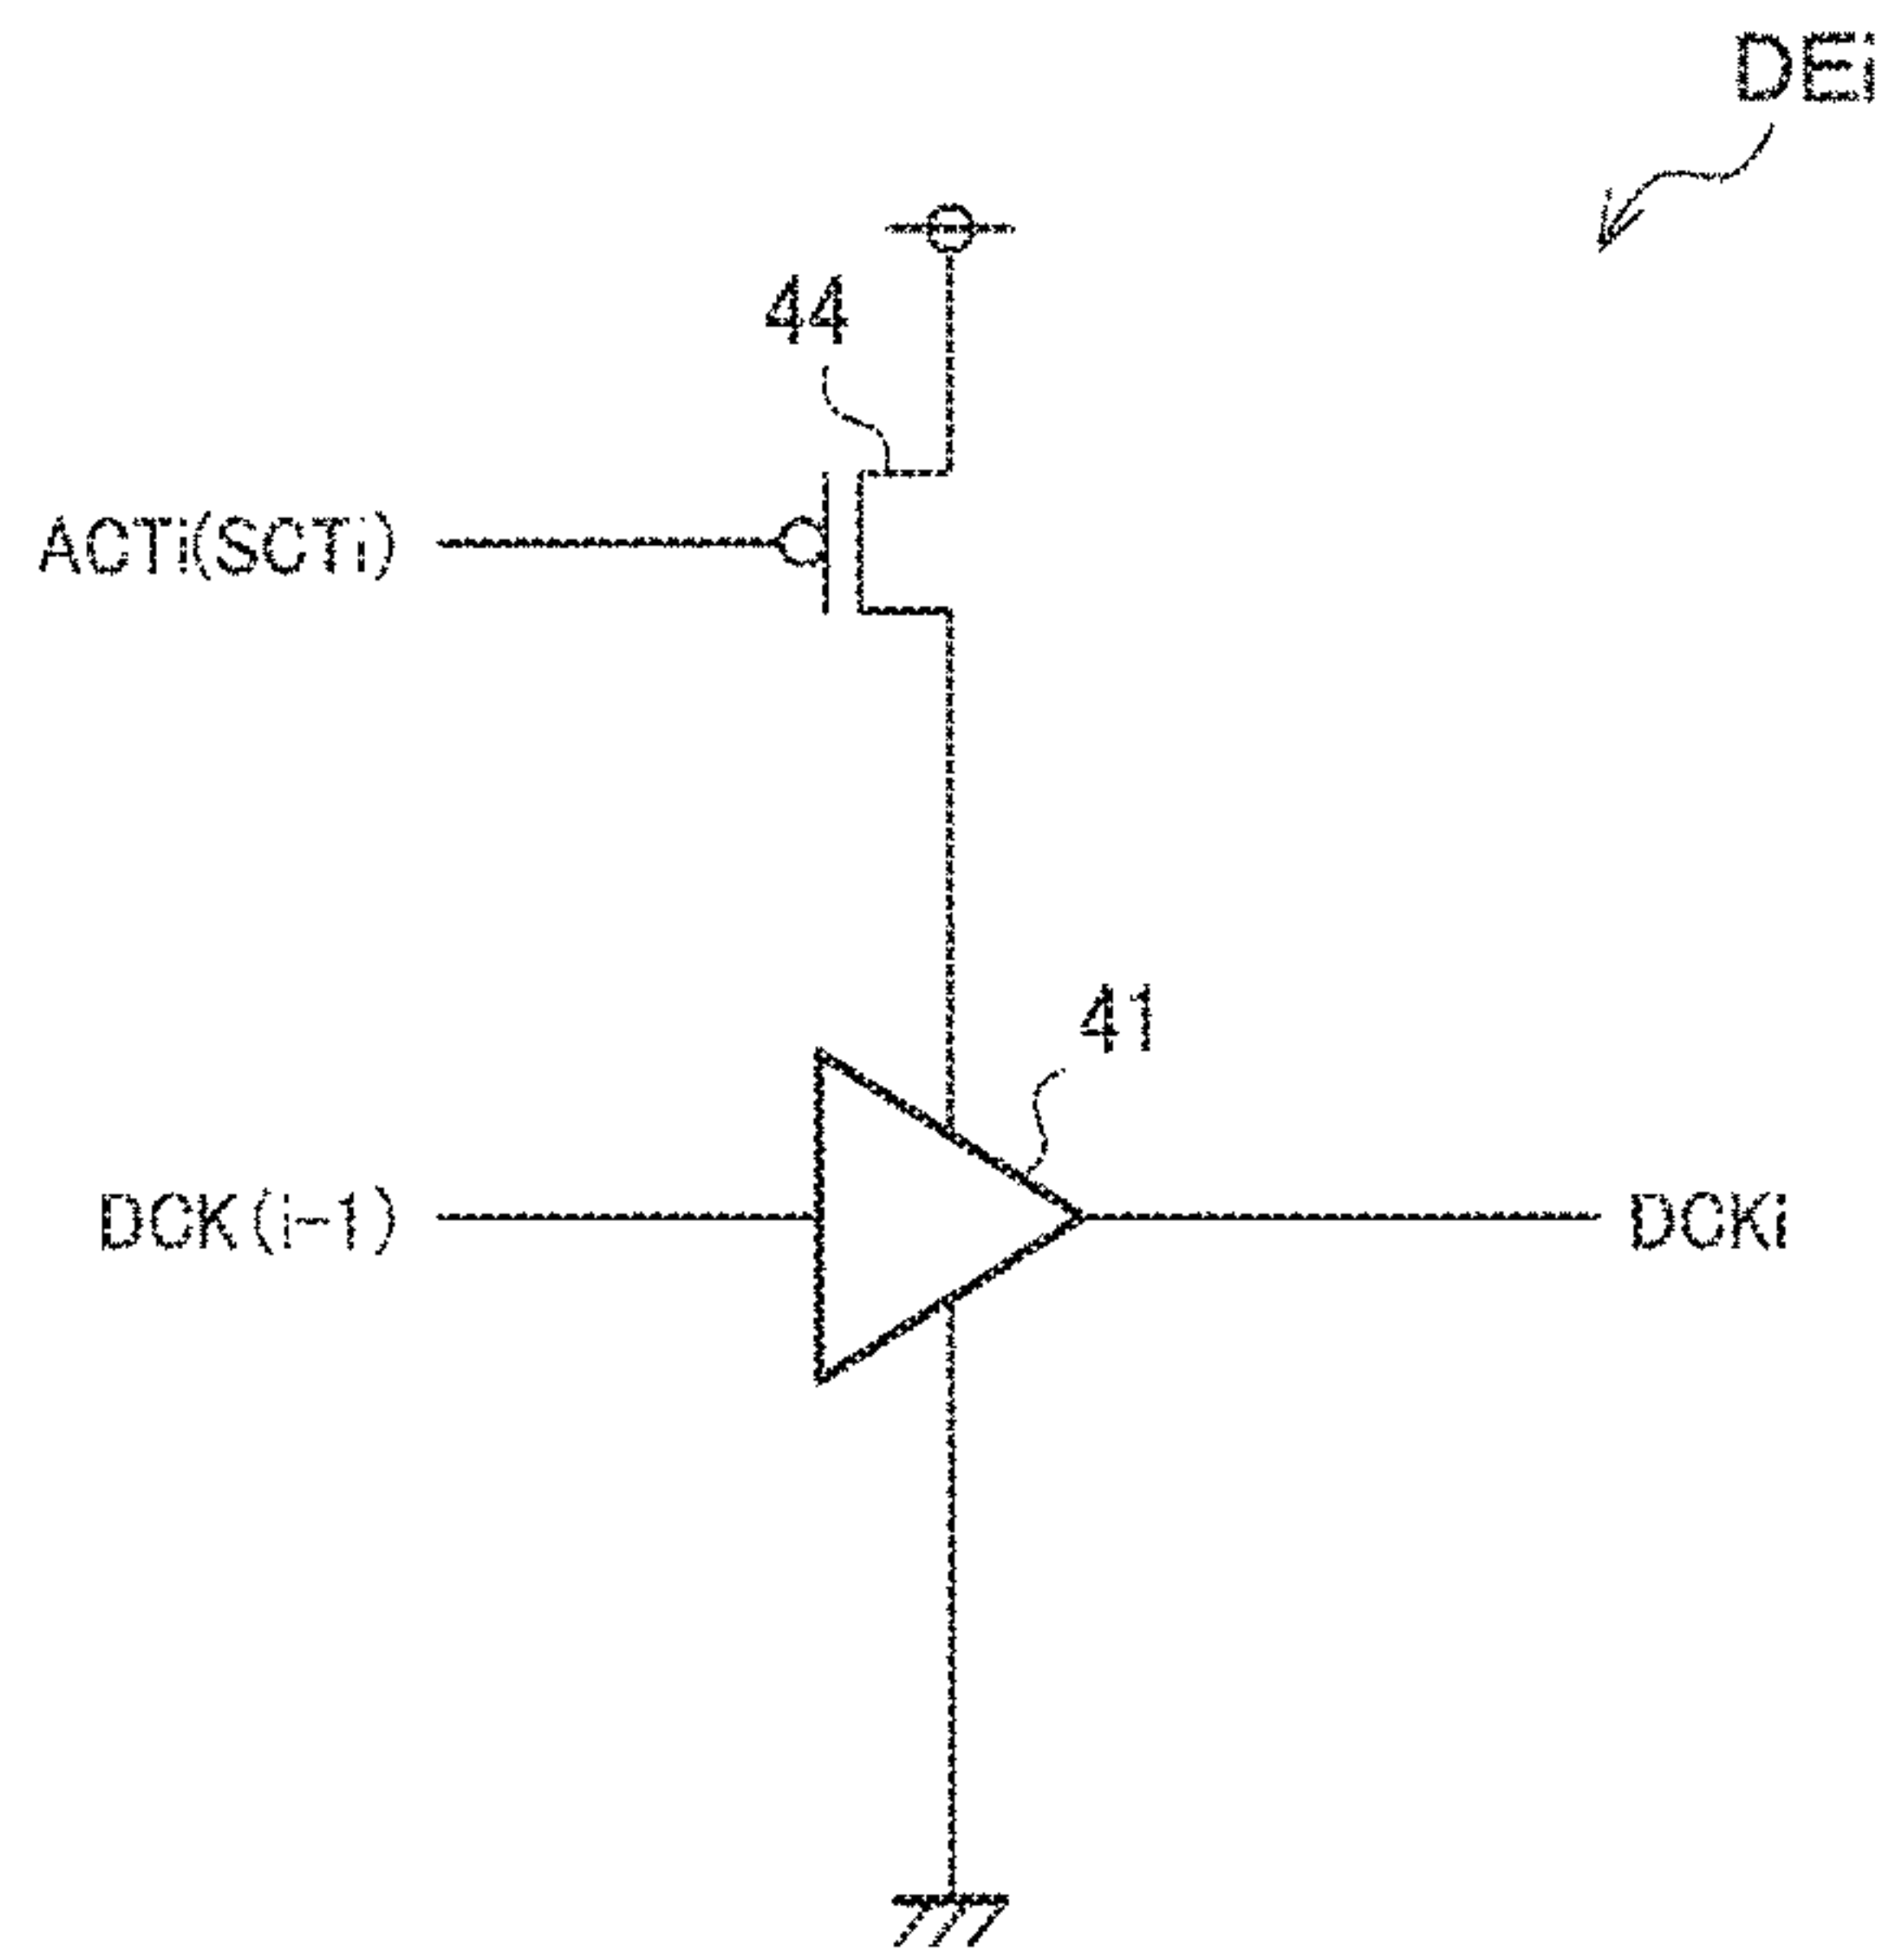 DEi
44
ACTi(SCTi)
41
DCK(i-1)
DCKi